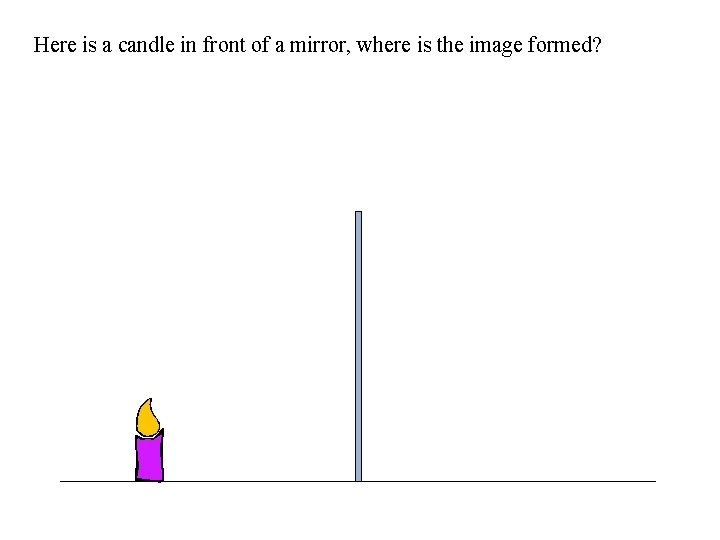 Here is a candle in front of a mirror, where is the image formed?